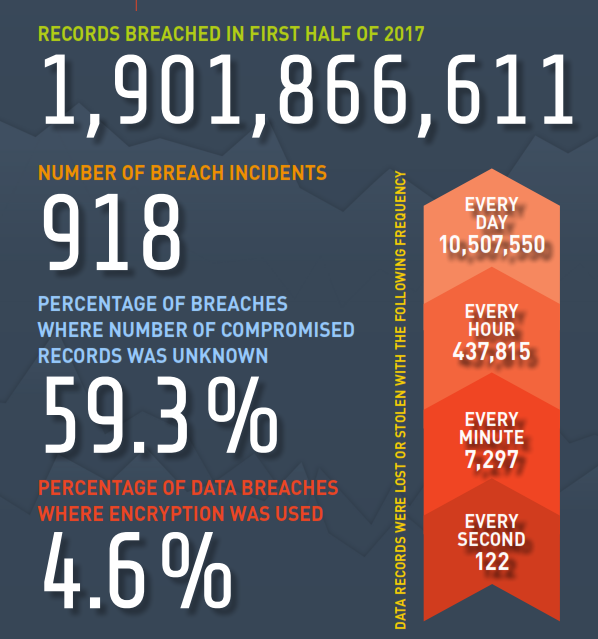 RECORDS BREACHED IN FIRST HALF OF 2017
1,901,866,611
NUMBER OF BREACH INCIDENTS
918
PERCENTAGE OF BREACHES
WHERE NUMBER OF COMPROMISED
RECORDS WAS UNKNOWN
59.3%
PERCENTAGE OF DATA BREACHES
WHERE ENCRYPTION WAS USED
4.6%
DATA RECORDS WERE LOST OR STOLEN WITH THE FOLLOWING FREQUENCY
EVERY
DAY
10,507,550
EVERY
HOUR
437,815
EVERY
MINUTE
7,297
EVERY
SECOND
122